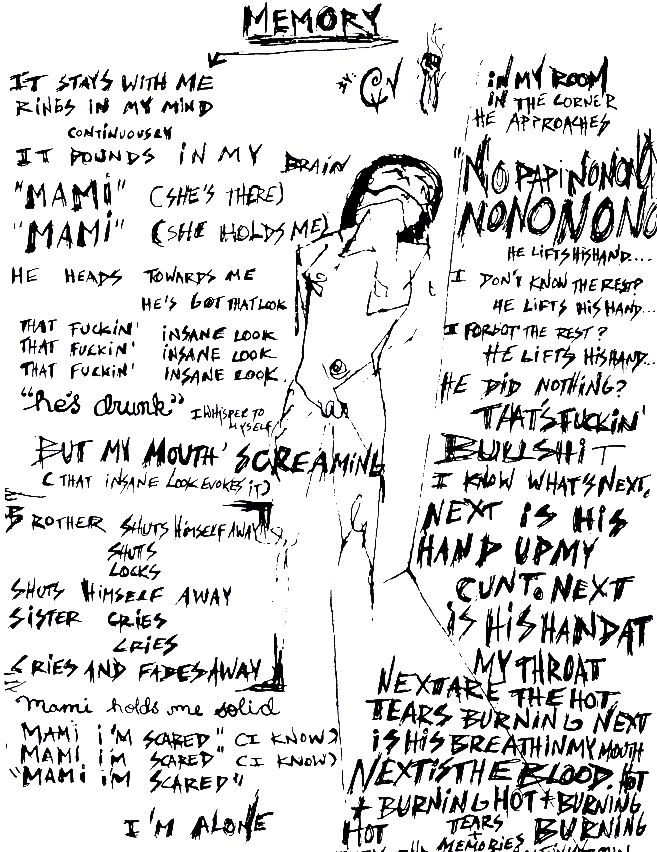 MEMORY
BY: CV
IT STAYS WITH ME
RINGS IN MY MIND
CONTINUOUSLY
IT POUNDS IN MY BRAIN
"MAMI" (SHE'S THERE)
"MAMI" (SHE HOLDS ME)
HE HEADS TOWARDS ME
HE'S GOT THAT LOOK
THAT FUCKIN' INSANE LOOK
THAT FUCKIN' INSANE LOOK
THAT FUCKIN' INSANE LOOK
"he's drunk" I WHISPER TO
MYSELF
BUT MY MOUTH'S SCREAMING
(THAT INSANE LOOK EVOKES IT)
BROTHER SHUTS HIMSELF AWAY
SHUTS
LOCKS
SHUTS HIMSELF AWAY
SISTER CRIES
CRIES
CRIES AND FADES AWAY
Mami holds me solid
"MAMI I'M SCARED" (I KNOW)
"MAMI I'M SCARED" (I KNOW)
"MAMI I'M SCARED"
I'M ALONE
IN MY ROOM
IN THE CORNER
HE APPROACHES
"NO PAPI NO NO NO
NO NO NO NO NO
HE LIFTS HIS HAND...
I DON'T KNOW THE REST?
HE LIFTS HIS HAND...
I FORGOT THE REST?
HE LIFTS HIS HAND...
HE DID NOTHING?
THAT'S FUCKIN'
BULLSHIT
I KNOW WHAT'S NEXT,
NEXT IS HIS
HAND UP MY
CUNT. NEXT
IS HIS HAND AT
MY THROAT
NEXT ARE THE HOT
TEARS BURNING NEXT
IS HIS BREATH IN MY MOUTH
NEXT IS THE BLOOD. HOT
+ BURNING HOT + BURNING
HOT TEARS BURNING
+
MEMORIES